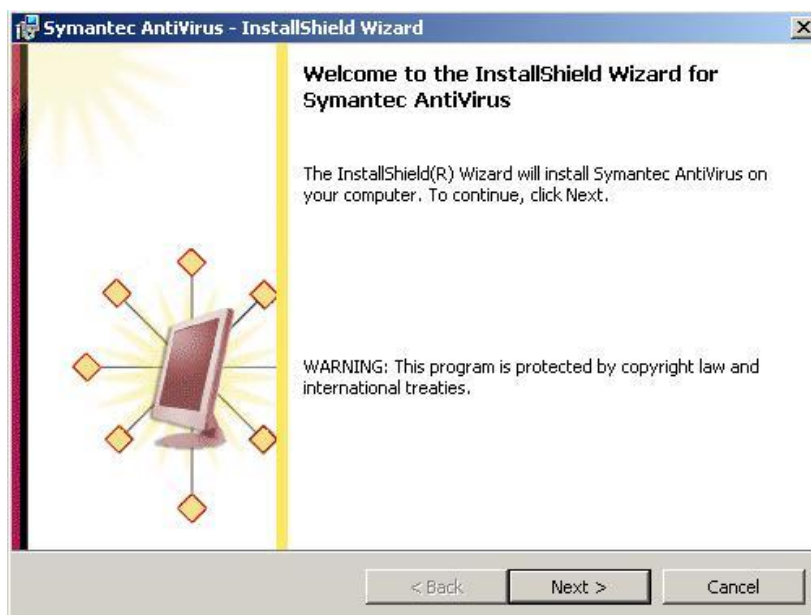 Symantec AntiVirus - InstallShield Wizard
Welcome to the InstallShield Wizard for
Symantec AntiVirus
The InstallShield(R) Wizard will install Symantec AntiVirus on
your computer. To continue, click Next.
WARNING: This program is protected by copyright law and
international treaties.
< Back
Next >
Cancel